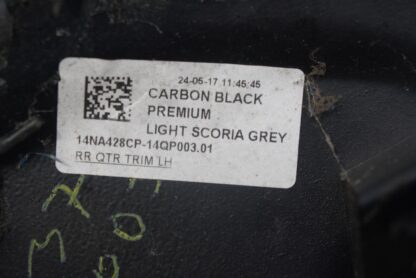 24-05-17 11:45:45
CARBON BLACK
PREMIUM
LIGHT SCORIA GREY
14NA428CP-14QP003.01
RR QTR TRIM LH